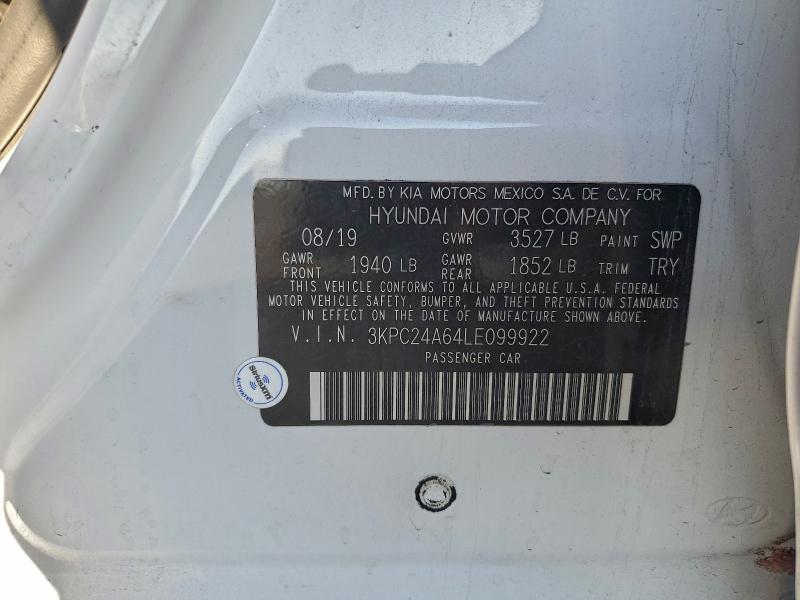 MFD. BY KIA MOTORS MEXICO S.A. DE C.V. FOR
HYUNDAI MOTOR COMPANY
08/19 GVWR 3527 LB PAINT SWP
GAWR FRONT 1940 LB GAWR REAR 1852 LB TRIM TRY
THIS VEHICLE CONFORMS TO ALL APPLICABLE U.S.A. FEDERAL
MOTOR VEHICLE SAFETY, BUMPER, AND THEFT PREVENTION STANDARDS
IN EFFECT ON THE DATE OF MANUFACTURE SHOWN ABOVE.
V.I.N. 3KPC24A64LE099922
PASSENGER CAR
SiriusXM
ACTIVATED